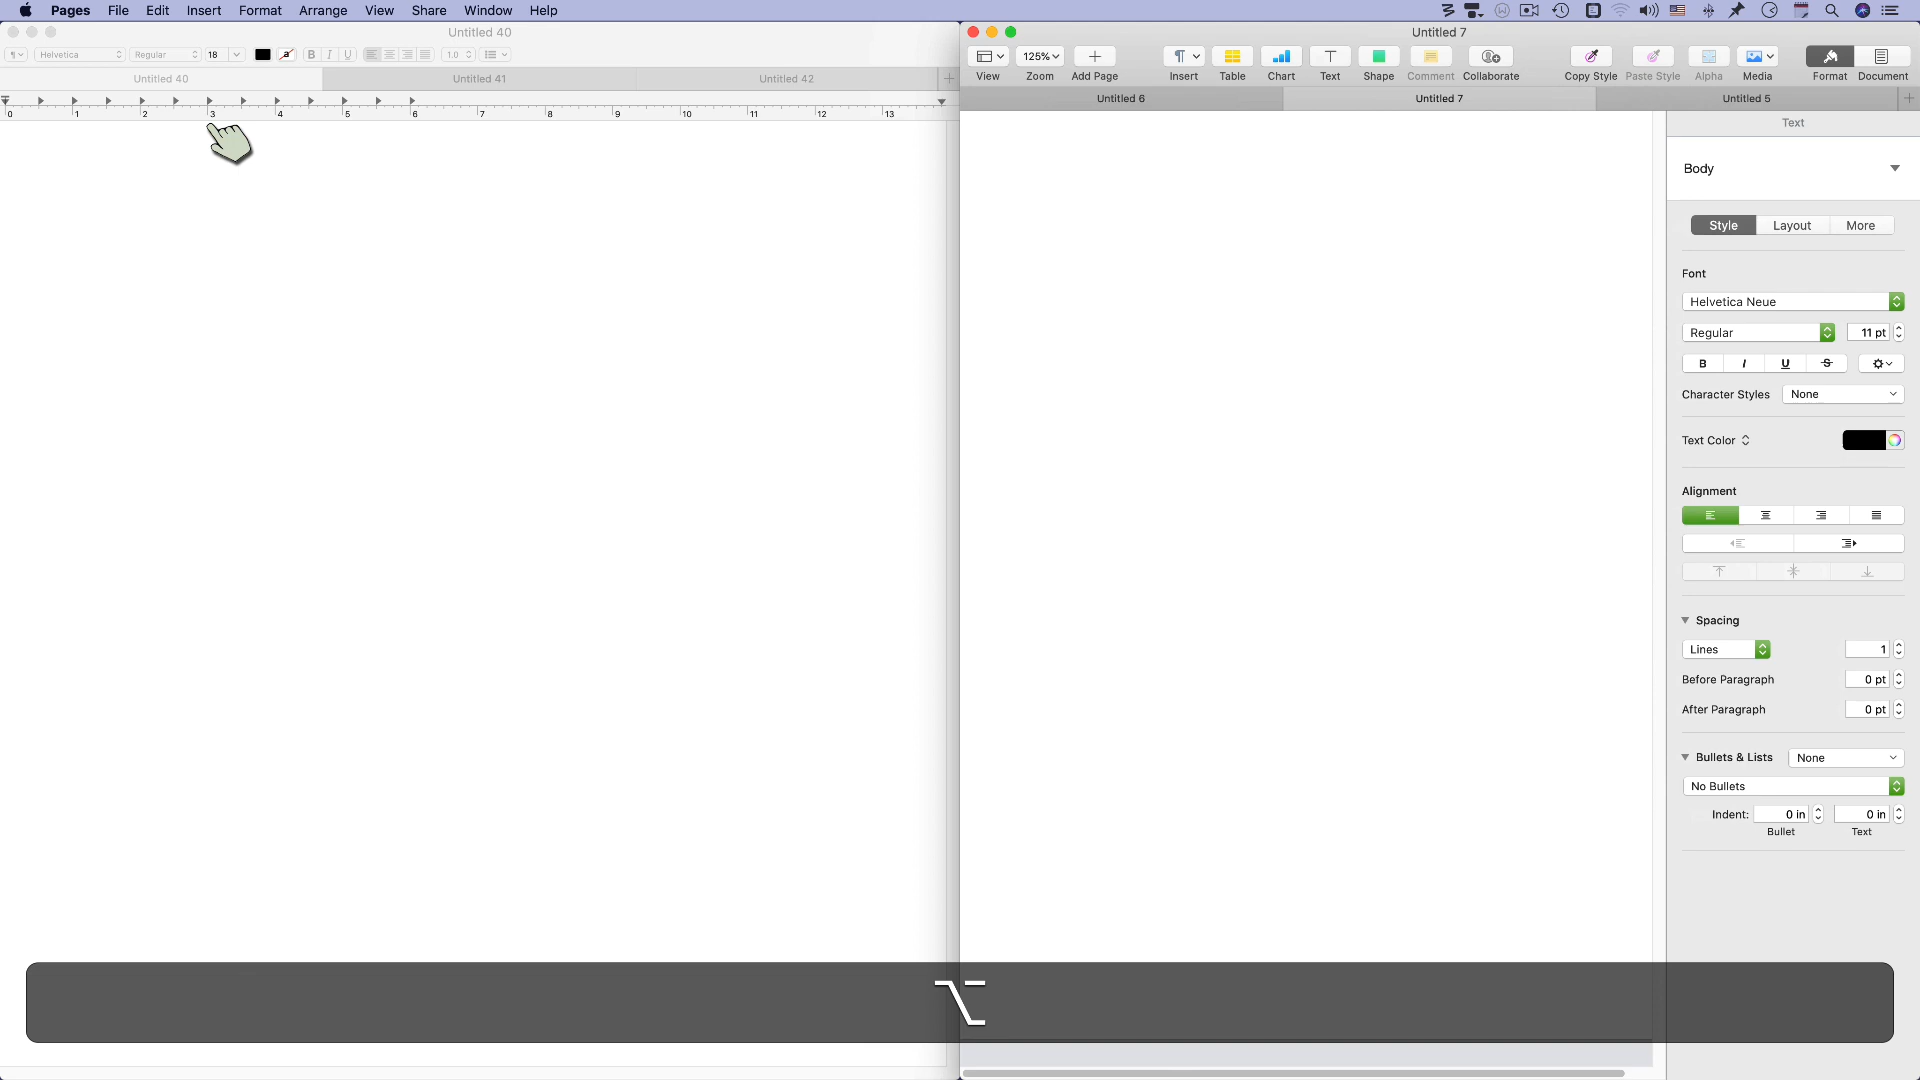 Pages File Edit Insert Format Arrange View Share Window Help
Untitled 40
Helvetica Regular 18 a B I U 1.0
Untitled 40 Untitled 41 Untitled 42
0 1 2 3 4 5 6 7 8 9 10 11 12 13
Untitled 7
125%
View Zoom Add Page Insert Table Chart Text Shape Comment Collaborate Copy Style Paste Style Alpha Media Format Document
Untitled 6 Untitled 7 Untitled 5
Text
Body
Style Layout More
Font
Helvetica Neue
Regular 11 pt
B I U S
Character Styles None
Text Color
Alignment
Spacing
Lines 1
Before Paragraph 0 pt
After Paragraph 0 pt
Bullets & Lists None
No Bullets
Indent: 0 in 0 in
Bullet Text